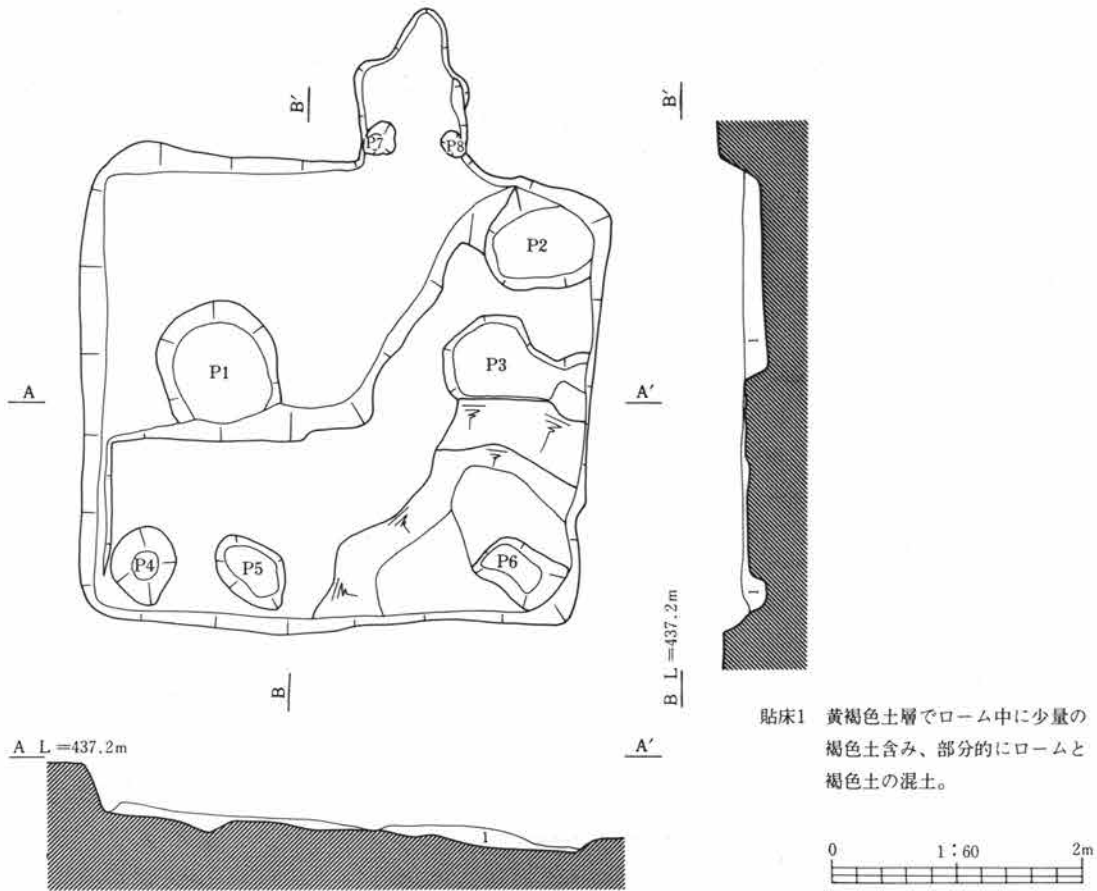 B′
B′
P7
P8
P2
P1
P3
A
A′
A′
P4
P5
P6
1
1
B
B L=437.2m
A L=437.2m
A′
1
貼床1 黄褐色土層でローム中に少量の
褐色土含み、部分的にロームと
褐色土の混土。
0 1：60 2m